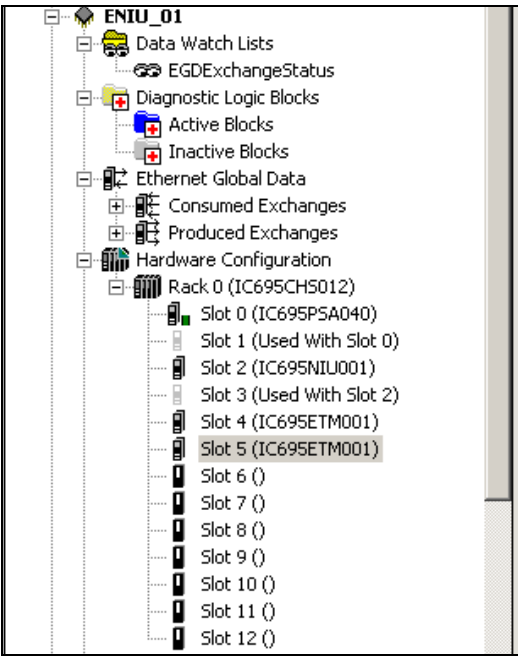 ENIU_01
Data Watch Lists
EGDExchangeStatus
Diagnostic Logic Blocks
Active Blocks
Inactive Blocks
Ethernet Global Data
Consumed Exchanges
Produced Exchanges
Hardware Configuration
Rack 0 (IC695CHS012)
Slot 0 (IC695PSA040)
Slot 1 (Used With Slot 0)
Slot 2 (IC695NIU001)
Slot 3 (Used With Slot 2)
Slot 4 (IC695ETM001)
Slot 5 (IC695ETM001)
Slot 6 ()
Slot 7 ()
Slot 8 ()
Slot 9 ()
Slot 10 ()
Slot 11 ()
Slot 12 ()